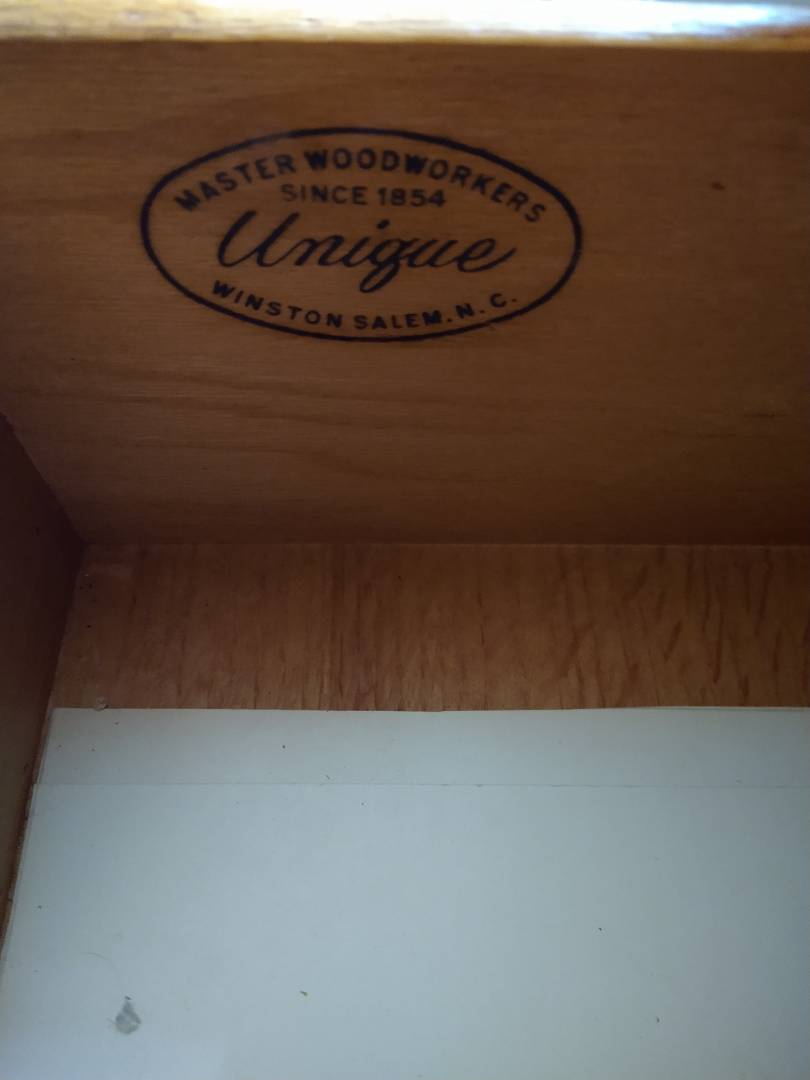 MASTER WOODWORKERS
SINCE 1854
Unique
WINSTON SALEM. N. C.